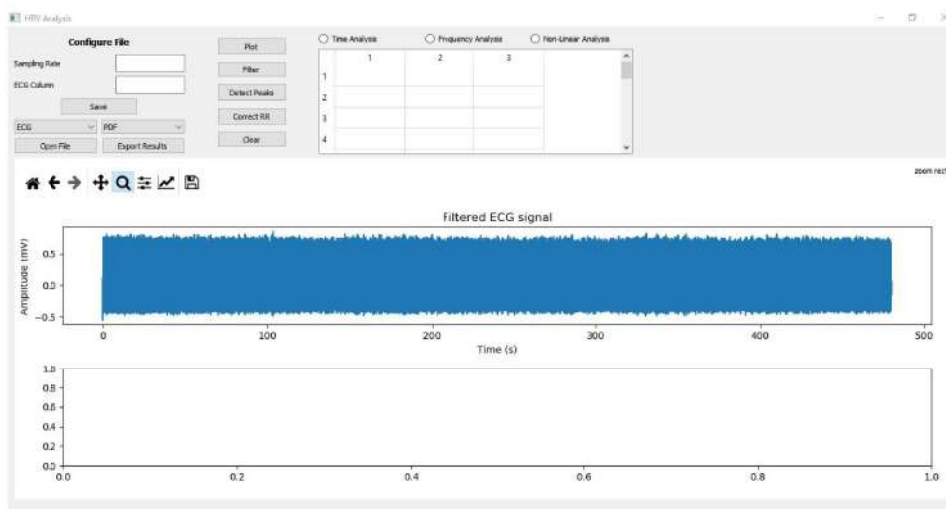 HRV Analysis
Configure File
Sampling Rate
ECG Column
Save
ECG PDF
Open File Export Results
Plot
Filter
Detect Peaks
Correct RR
Clear
Time Analysis Frequency Analysis Non-Linear Analysis
1 2 3
1
2
3
4
zoom rect
Filtered ECG signal
Amplitude (mV)
0.5
0.0
−0.5
0 100 200 300 400 500
Time (s)
1.0
0.8
0.6
0.4
0.2
0.0
0.0 0.2 0.4 0.6 0.8 1.0